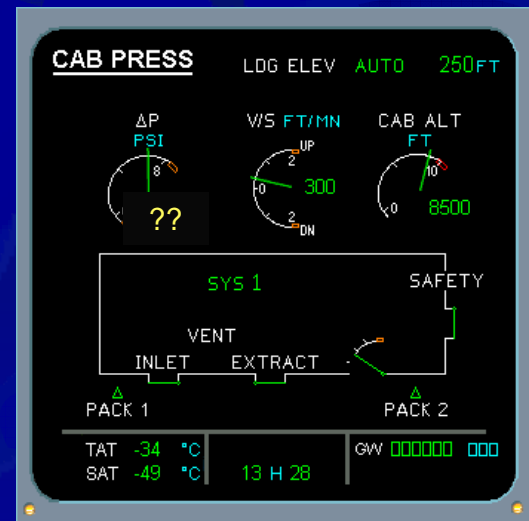 CAB PRESS LDG ELEV AUTO 250 FT
ΔP V/S FT/MN CAB ALT
PSI FT
8 UP 2 10
0 300
?? 0 8500
2 DN
SYS 1 SAFETY
VENT
INLET EXTRACT
PACK 1 PACK 2
TAT -34 °C GW
SAT -49 °C 13 H 28